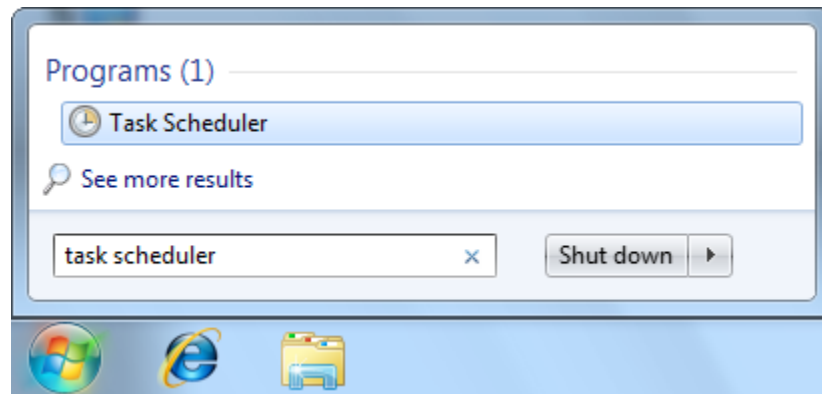 Programs (1)
Task Scheduler
See more results
task scheduler
Shut down